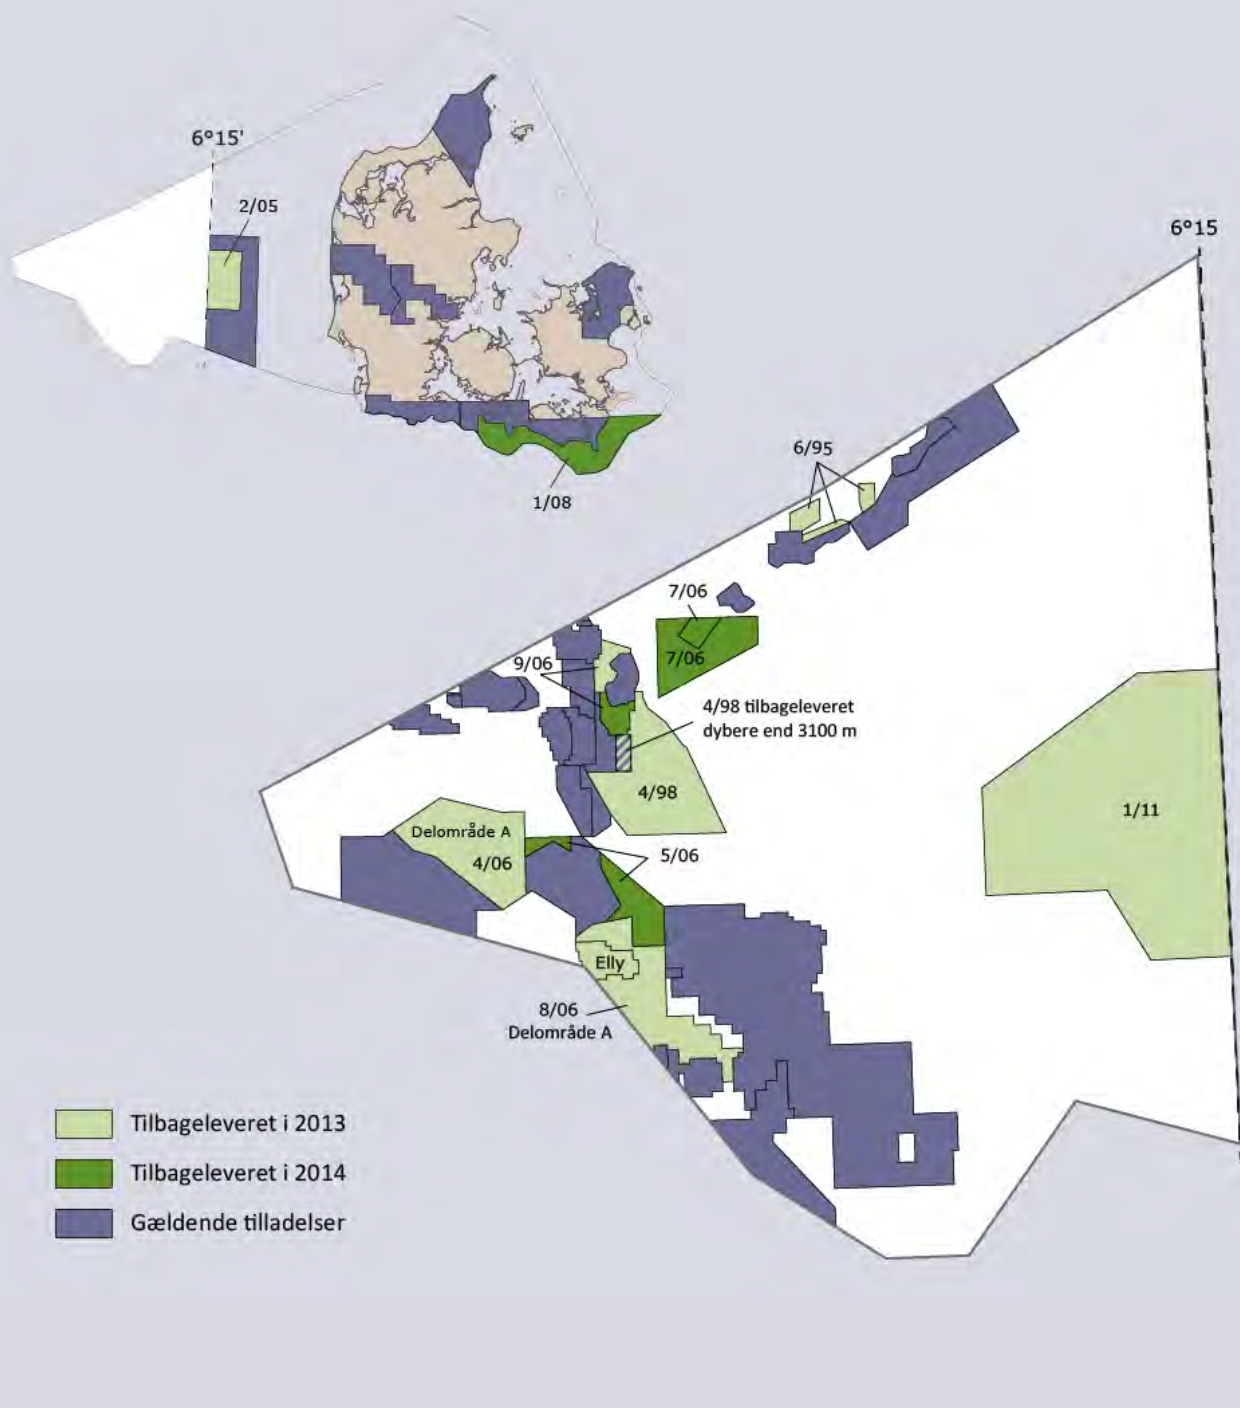 6°15'
2/05
1/08
6°15
6/95
7/06
7/06
9/06
4/98 tilbageleveret
dybere end 3100 m
4/98
1/11
Delområde A
4/06
5/06
Elly
8/06
Delområde A
Tilbageleveret i 2013
Tilbageleveret i 2014
Gældende tilladelser